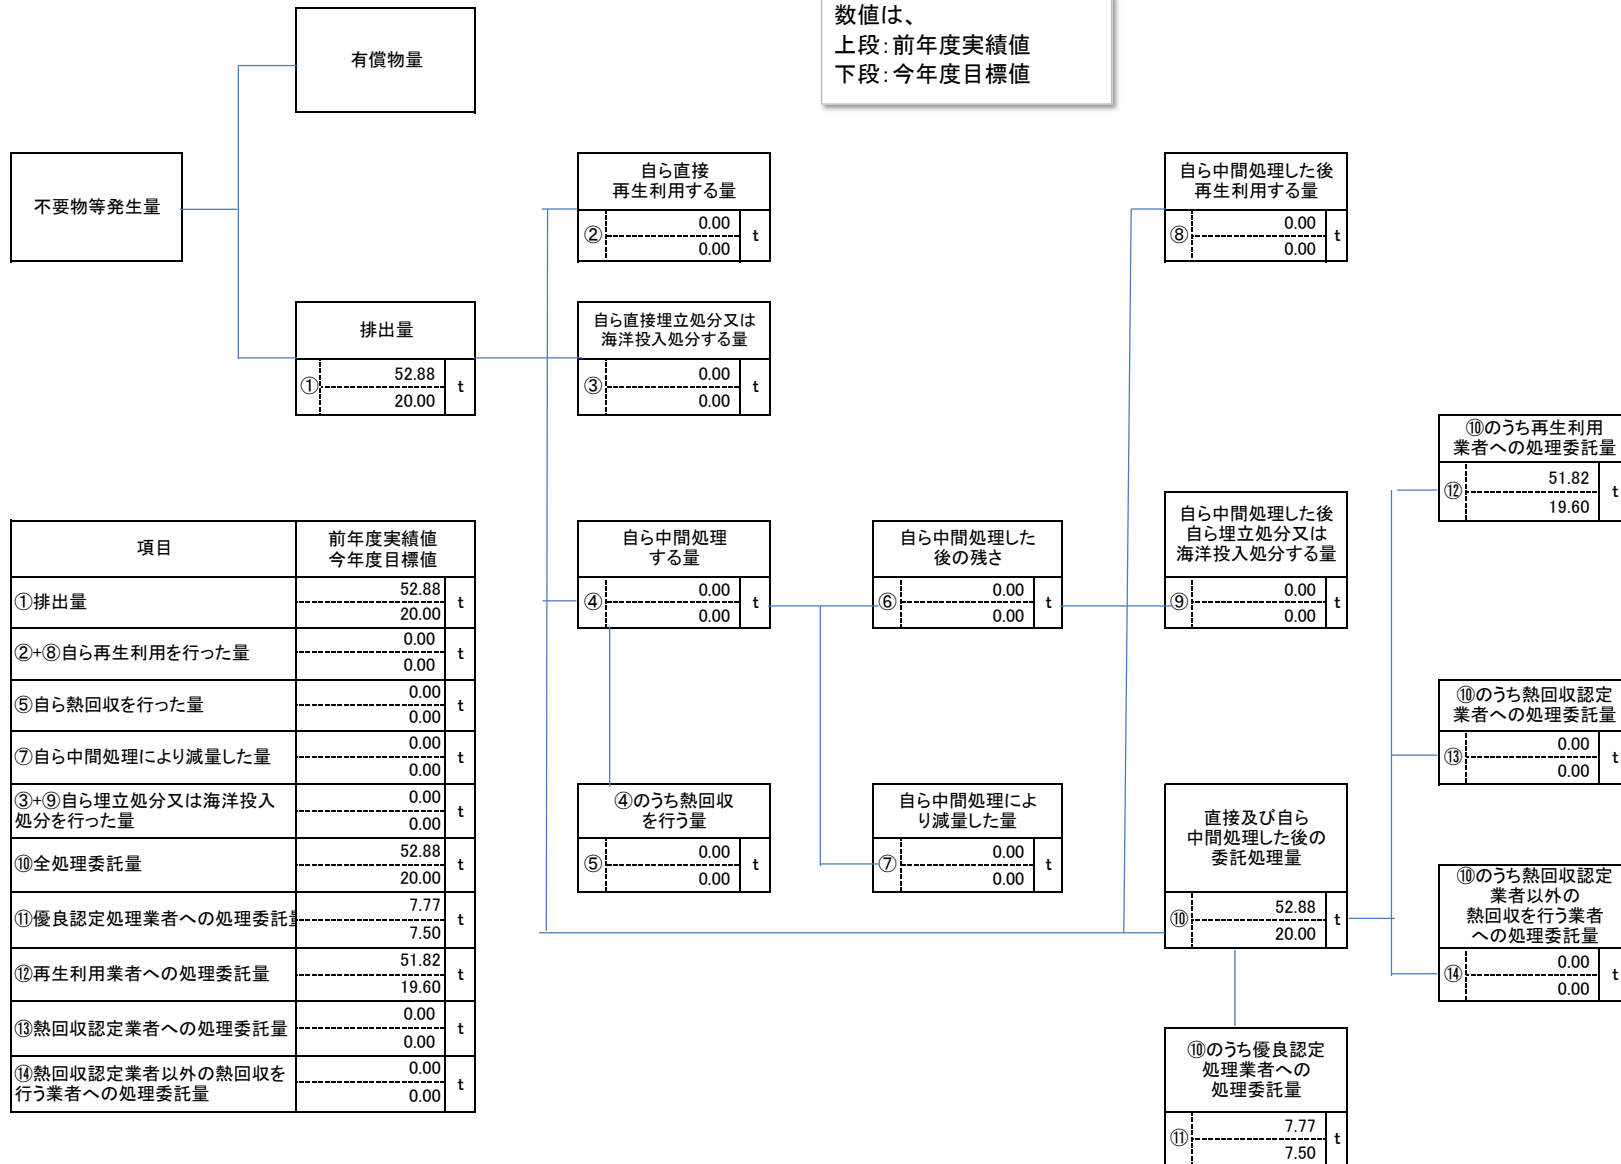 数値は、
上段：前年度実績値
下段：今年度目標値
有償物量
不要物等発生量
自ら直接
再生利用する量
②
0.00
0.00
t
自ら中間処理した後
再生利用する量
⑧
0.00
0.00
t
排出量
①
52.88
20.00
t
自ら直接埋立処分又は
海洋投入処分する量
③
0.00
0.00
t
⑩のうち再生利用
業者への処理委託量
⑫
51.82
19.60
t
自ら中間処理
する量
④
0.00
0.00
t
自ら中間処理した
後の残さ
⑥
0.00
0.00
t
自ら中間処理した後
自ら埋立処分又は
海洋投入処分する量
⑨
0.00
0.00
t
⑩のうち熱回収認定
業者への処理委託量
⑬
0.00
0.00
t
④のうち熱回収
を行う量
⑤
0.00
0.00
t
自ら中間処理によ
り減量した量
⑦
0.00
0.00
t
直接及び自ら
中間処理した後の
委託処理量
⑩
52.88
20.00
t
⑩のうち熱回収認定
業者以外の
熱回収を行う業者
への処理委託量
⑭
0.00
0.00
t
⑩のうち優良認定
処理業者への
処理委託量
⑪
7.77
7.50
t
項目
前年度実績値
今年度目標値
①排出量
52.88
20.00
t
②+⑧自ら再生利用を行った量
0.00
0.00
t
⑤自ら熱回収を行った量
0.00
0.00
t
⑦自ら中間処理により減量した量
0.00
0.00
t
③+⑨自ら埋立処分又は海洋投入
処分を行った量
0.00
0.00
t
⑩全処理委託量
52.88
20.00
t
⑪優良認定処理業者への処理委託
7.77
7.50
t
⑫再生利用業者への処理委託量
51.82
19.60
t
⑬熱回収認定業者への処理委託量
0.00
0.00
t
⑭熱回収認定業者以外の熱回収を
行う業者への処理委託量
0.00
0.00
t